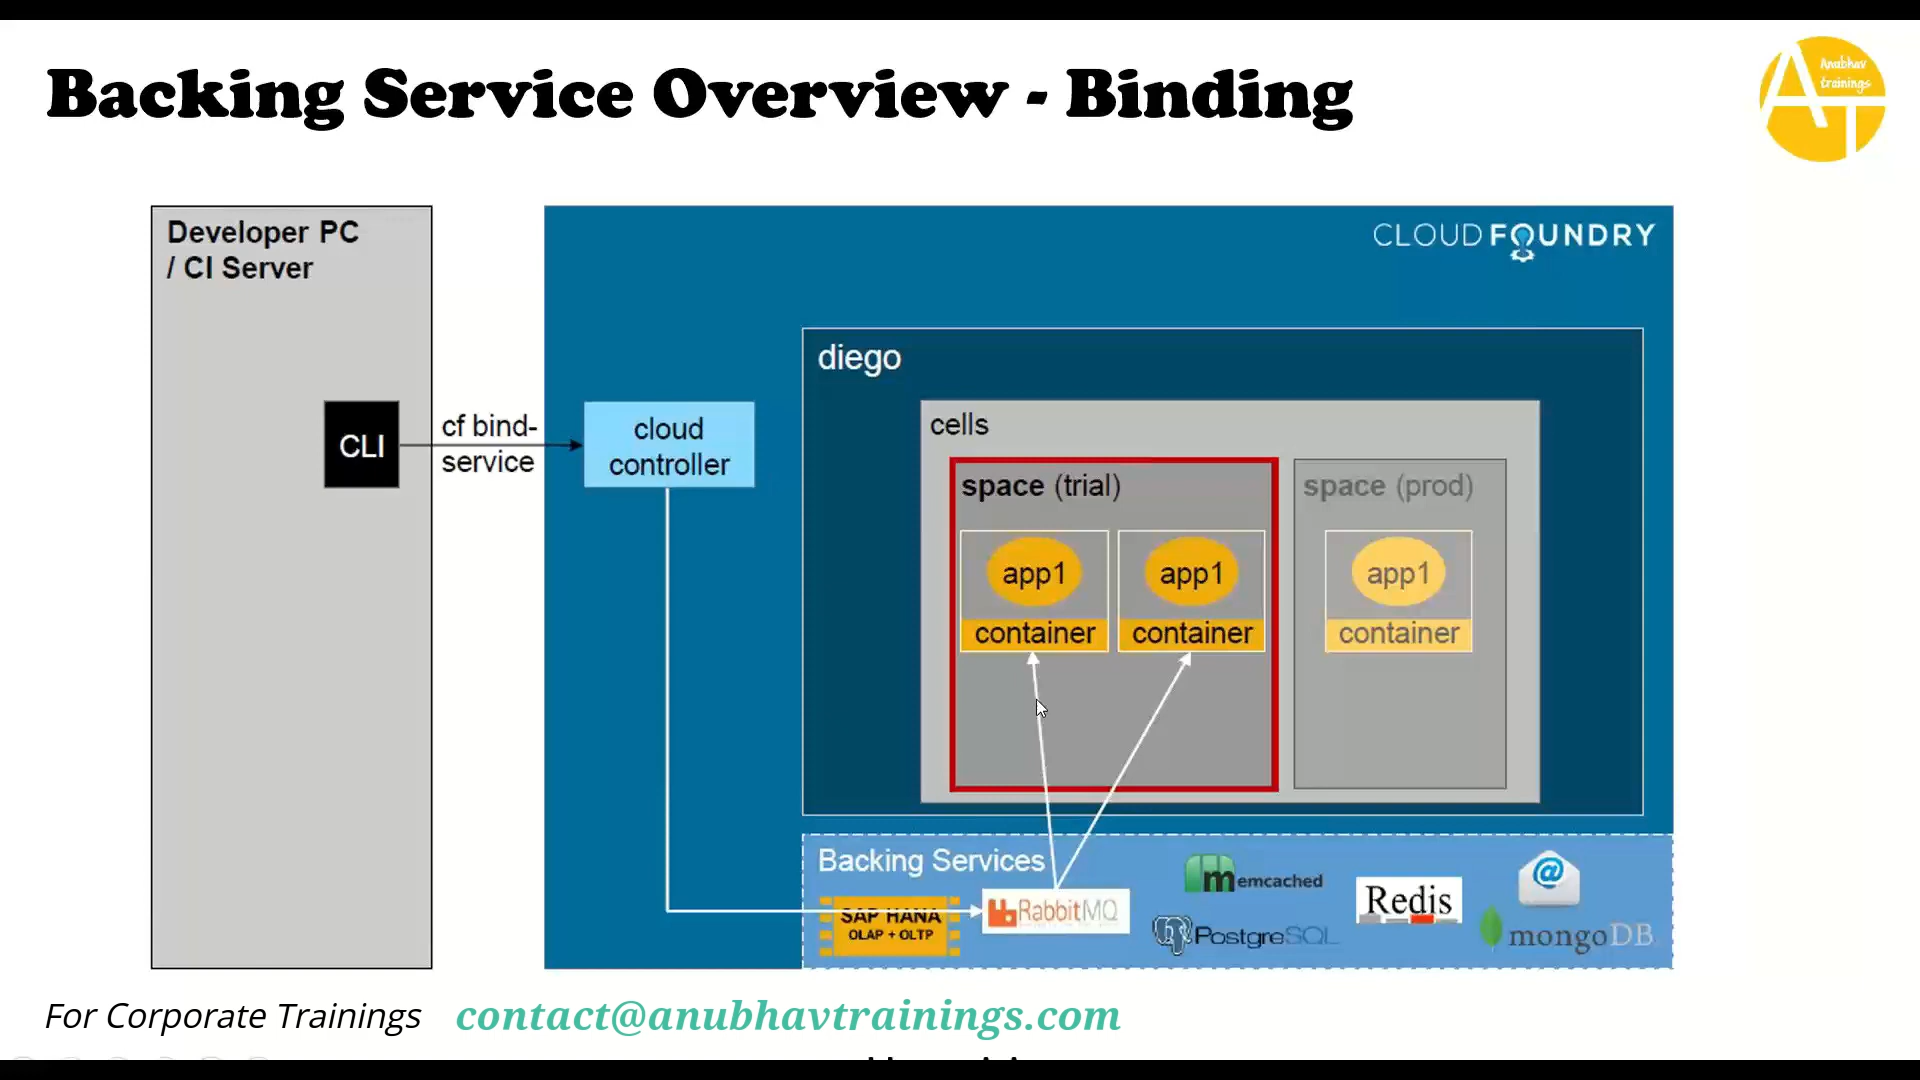 Backing Service Overview - Binding
Anubhav
trainings
Developer PC
/ CI Server
CLI
cf bind-
service
CLOUD FOUNDRY
cloud
controller
diego
cells
space (trial)
app1
container
app1
container
space (prod)
app1
container
Backing Services
SAP HANA
OLAP + OLTP
RabbitMQ
Memcached
PostgreSQL
Redis
@
mongoDB
For Corporate Trainings contact@anubhavtrainings.com